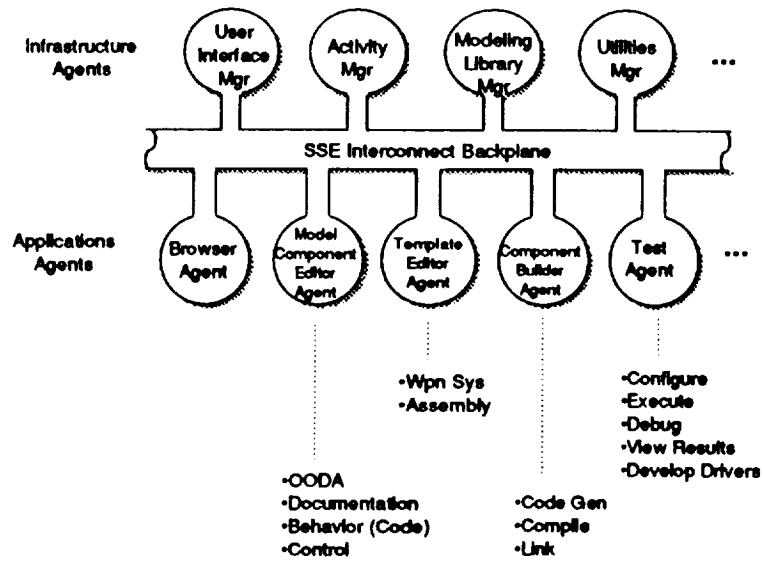 Infrastructure
Agents
User
Interface
Mgr
Activity
Mgr
Modeling
Library
Mgr
Utilities
Mgr
...
SSE Interconnect Backplane
Applications
Agents
Browser
Agent
Model
Component
Editor
Agent
Template
Editor
Agent
Component
Builder
Agent
Test
Agent
...
•Wpn Sys
•Assembly
•Configure
•Execute
•Debug
•View Results
•Develop Drivers
•OODA
•Documentation
•Behavior (Code)
•Control
•Code Gen
•Compile
•Link